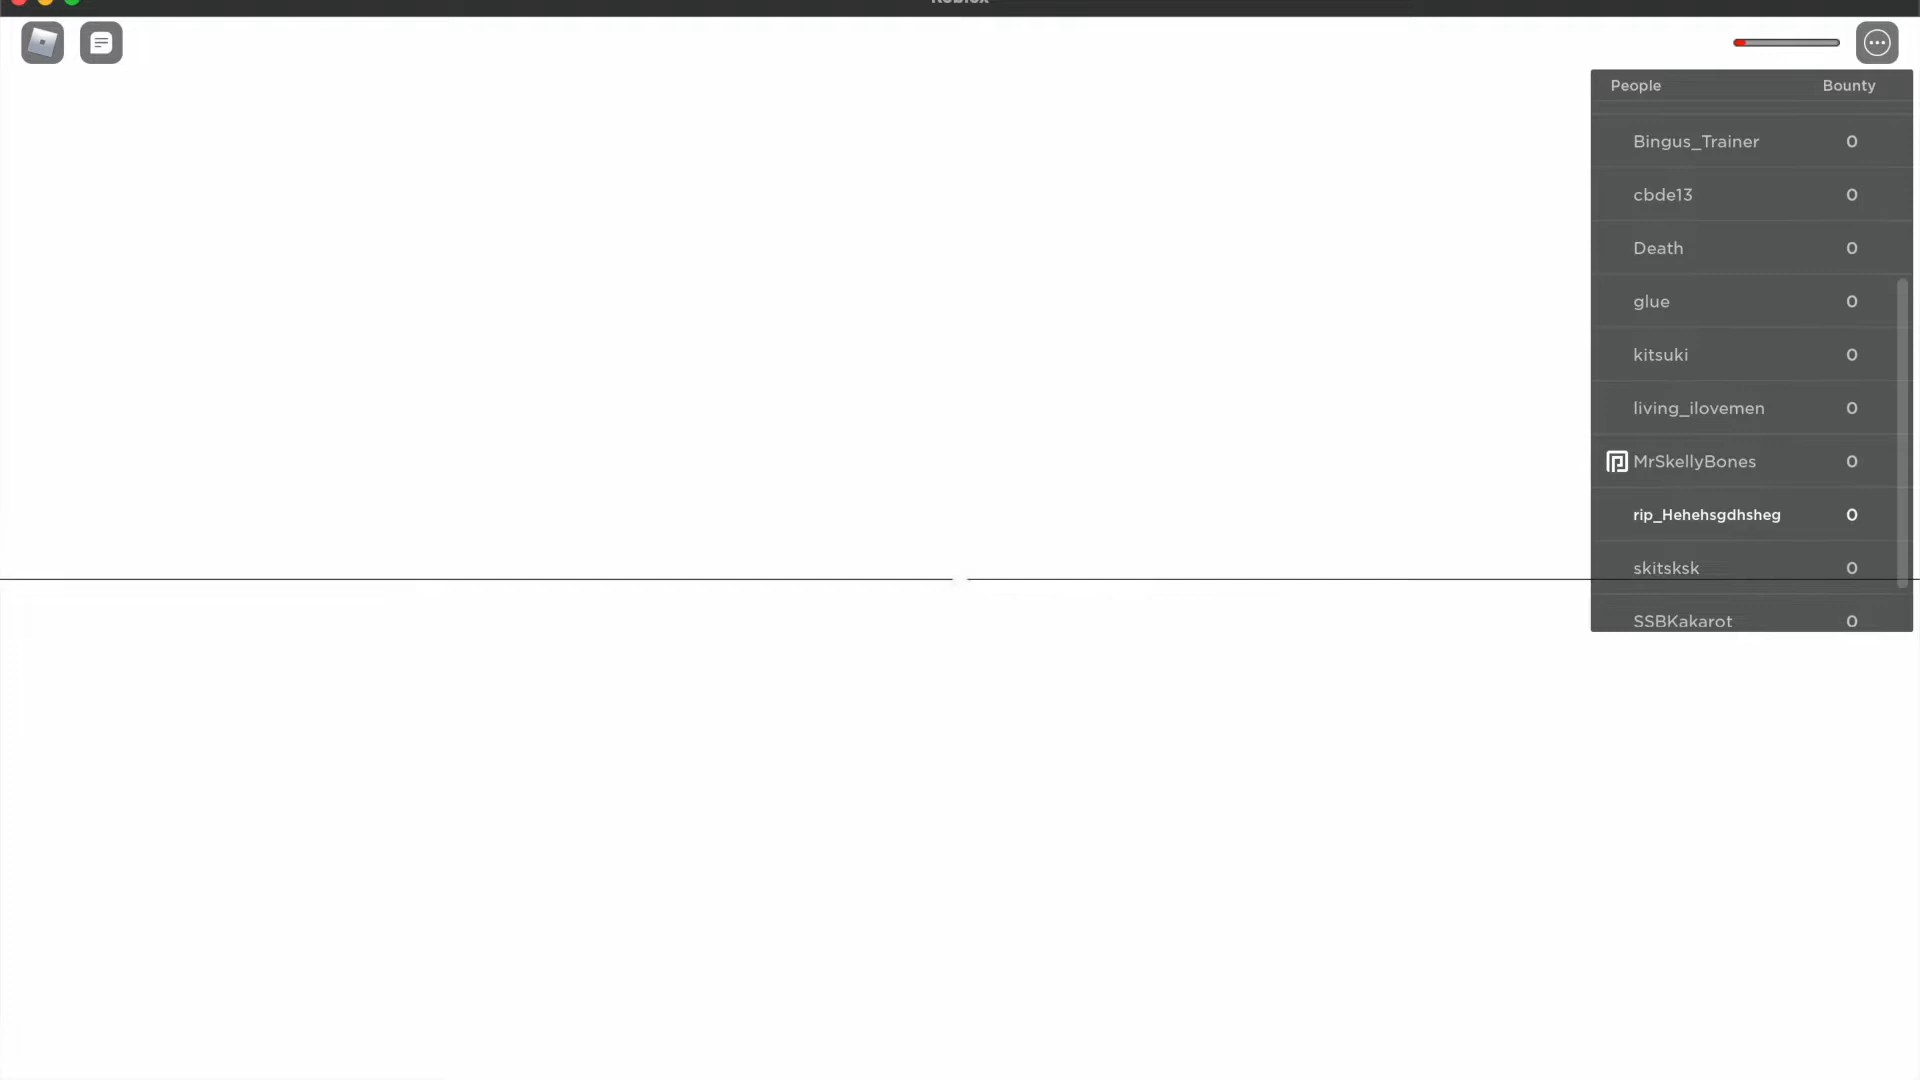 Roblox
People Bounty
Bingus_Trainer 0
cbde13 0
Death 0
glue 0
kitsuki 0
living_ilovemen 0
MrSkellyBones 0
rip_Hehehsgdhsheg 0
skitsksk 0
SSBKakarot 0